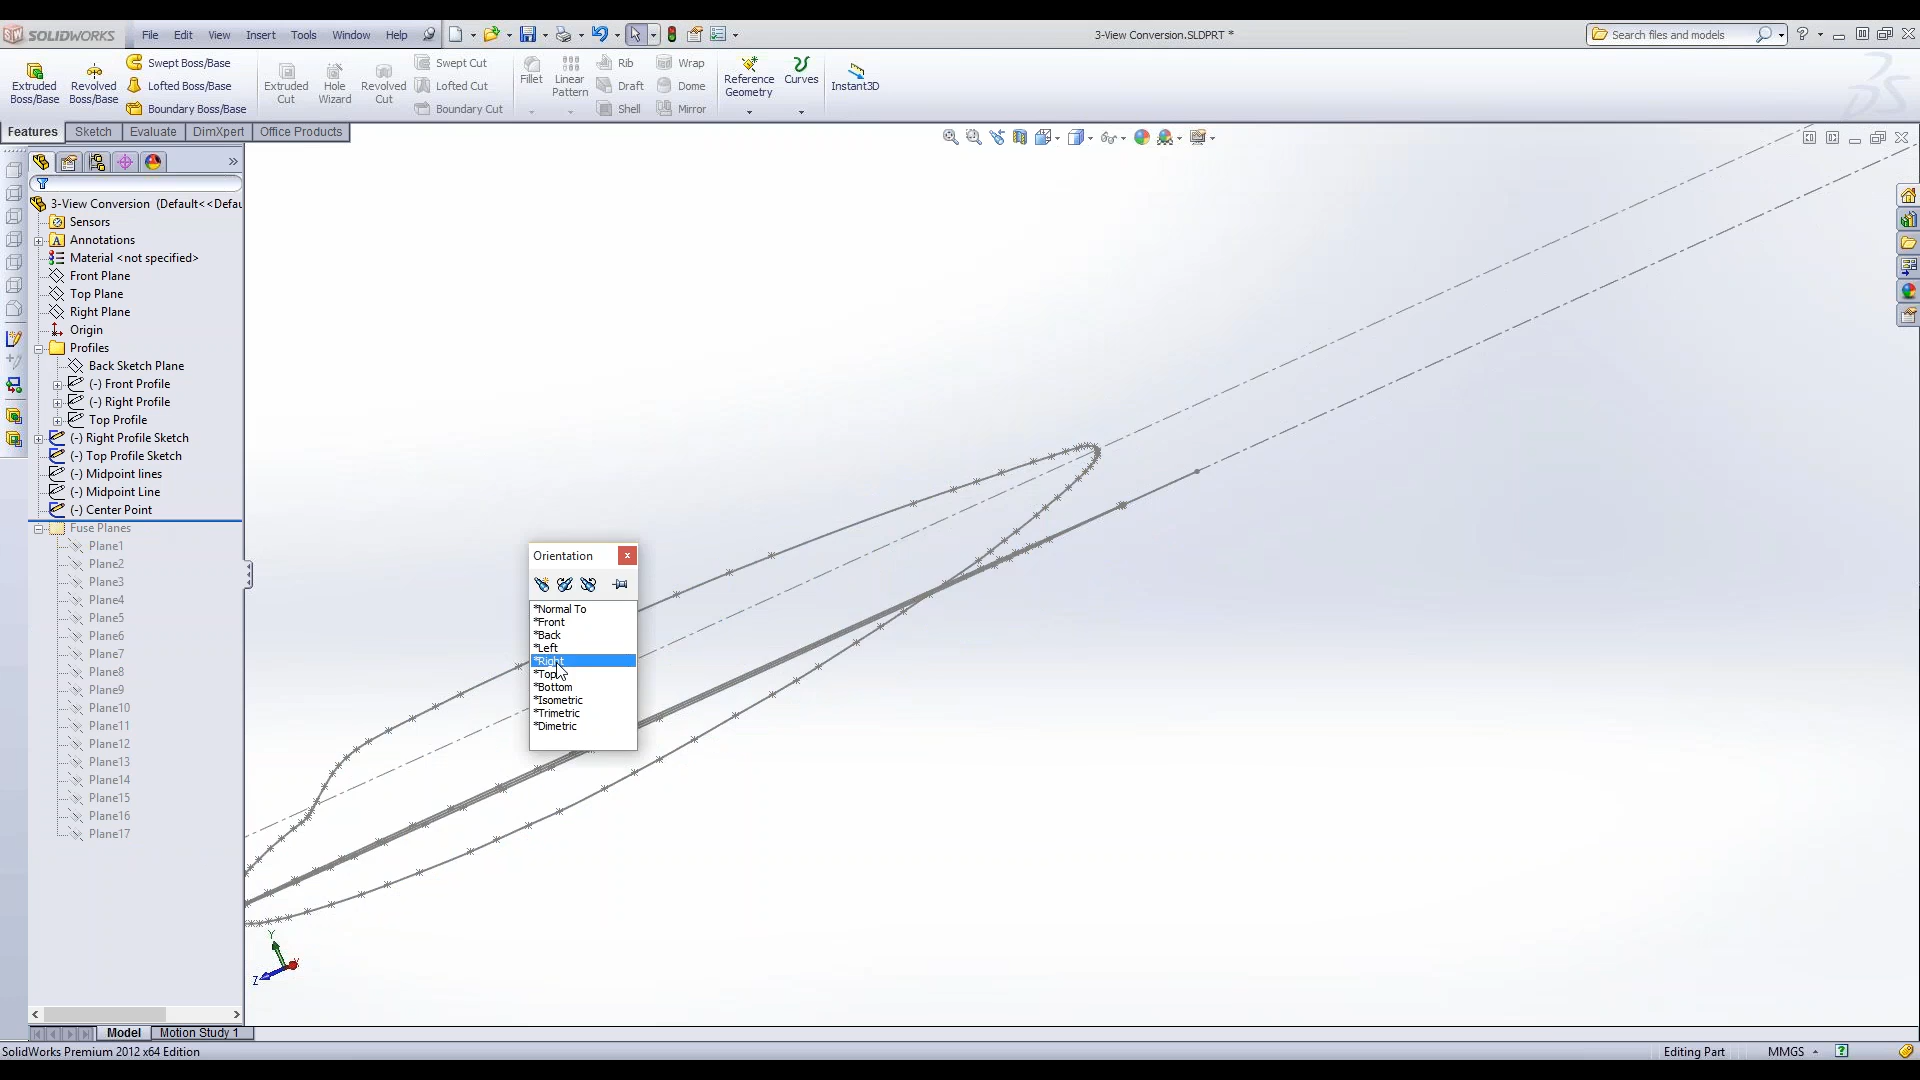 SOLIDWORKS File Edit View Insert Tools Window Help 3-View Conversion.SLDPRT * Search files and models
Extruded Boss/Base
Revolved Boss/Base
Swept Boss/Base
Lofted Boss/Base
Boundary Boss/Base
Extruded Cut
Hole Wizard
Revolved Cut
Swept Cut
Lofted Cut
Boundary Cut
Fillet
Linear Pattern
Rib
Draft
Shell
Wrap
Dome
Mirror
Reference Geometry
Curves
Instant3D
Features Sketch Evaluate DimXpert Office Products
3-View Conversion (Default<<Defau
Sensors
Annotations
Material <not specified>
Front Plane
Top Plane
Right Plane
Origin
Profiles
Back Sketch Plane
(-) Front Profile
(-) Right Profile
Top Profile
(-) Right Profile Sketch
(-) Top Profile Sketch
(-) Midpoint lines
(-) Midpoint Line
(-) Center Point
Fuse Planes
Plane1
Plane2
Plane3
Plane4
Plane5
Plane6
Plane7
Plane8
Plane9
Plane10
Plane11
Plane12
Plane13
Plane14
Plane15
Plane16
Plane17
Orientation
*Normal To
*Front
*Back
*Left
*Right
*Top
*Bottom
*Isometric
*Trimetric
*Dimetric
Y
X
Z
Model Motion Study 1
SolidWorks Premium 2012 x64 Edition Editing Part MMGS